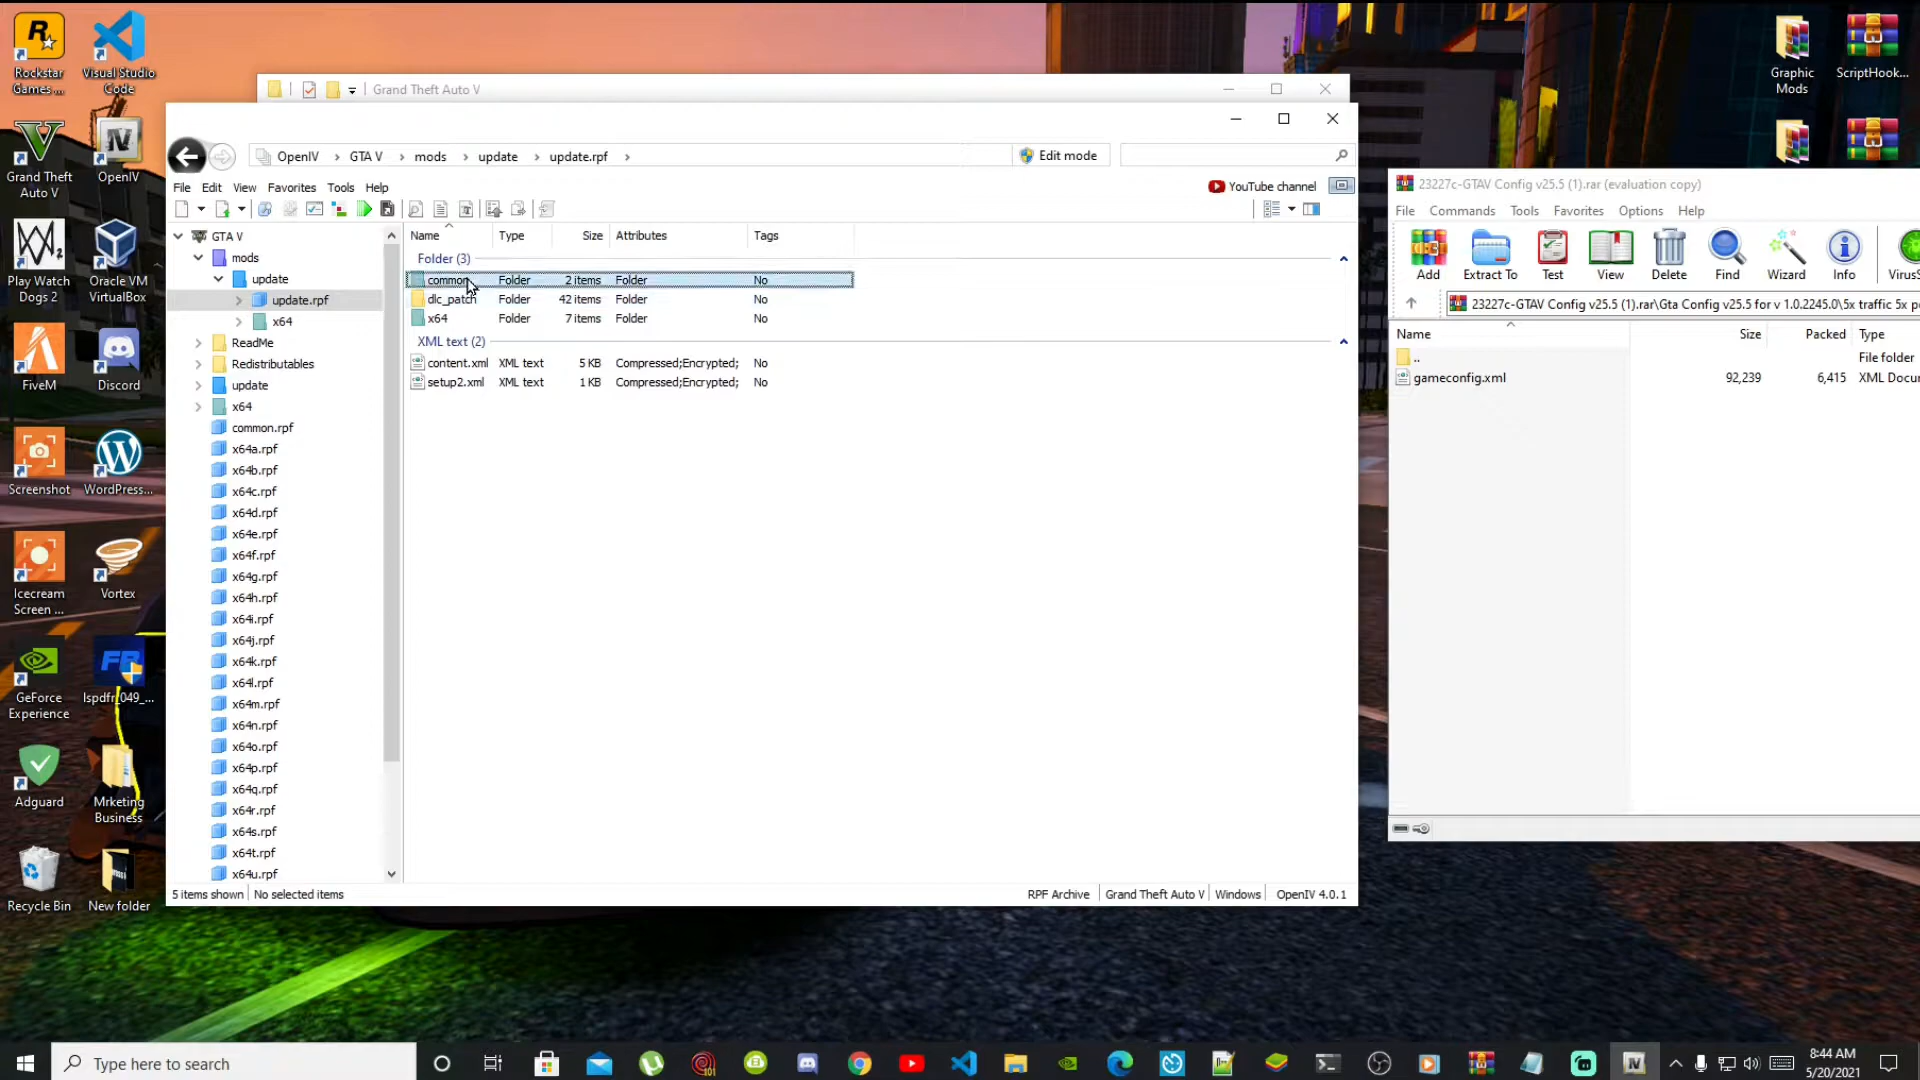 Rockstar Games ...
Visual Studio Code
Grand Theft Auto V
OpenIV
Play Watch Dogs 2
Oracle VM VirtualBox
FiveM
Discord
Screenshot
WordPress...
Icecream Screen ...
Vortex
GeForce Experience
lspdfr_049_...
Adguard
Mrketing Business
Recycle Bin
New folder
Graphic Mods
ScriptHook...
Grand Theft Auto V
OpenIV
GTA V
mods
update
update.rpf
Edit mode
File Edit View Favorites Tools Help
YouTube channel
GTA V
mods
update
update.rpf
x64
ReadMe
Redistributables
update
x64
common.rpf
x64a.rpf
x64b.rpf
x64c.rpf
x64d.rpf
x64e.rpf
x64f.rpf
x64g.rpf
x64h.rpf
x64i.rpf
x64j.rpf
x64k.rpf
x64l.rpf
x64m.rpf
x64n.rpf
x64o.rpf
x64p.rpf
x64q.rpf
x64r.rpf
x64s.rpf
x64t.rpf
x64u.rpf
Name Type Size Attributes Tags
Folder (3)
common Folder 2 items Folder No
dlc_patch Folder 42 items Folder No
x64 Folder 7 items Folder No
XML text (2)
content.xml XML text 5 KB Compressed;Encrypted; No
setup2.xml XML text 1 KB Compressed;Encrypted; No
5 items shown No selected items
RPF Archive Grand Theft Auto V Windows OpenIV 4.0.1
23227c-GTAV Config v25.5 (1).rar (evaluation copy)
File Commands Tools Favorites Options Help
Add Extract To Test View Delete Find Wizard Info VirusS
23227c-GTAV Config v25.5 (1).rar\Gta Config v25.5 for v 1.0.2245.0\5x traffic 5x p
Name Size Packed Type
.. File folder
gameconfig.xml 92,239 6,415 XML Docu
Type here to search
8:44 AM
5/20/2021